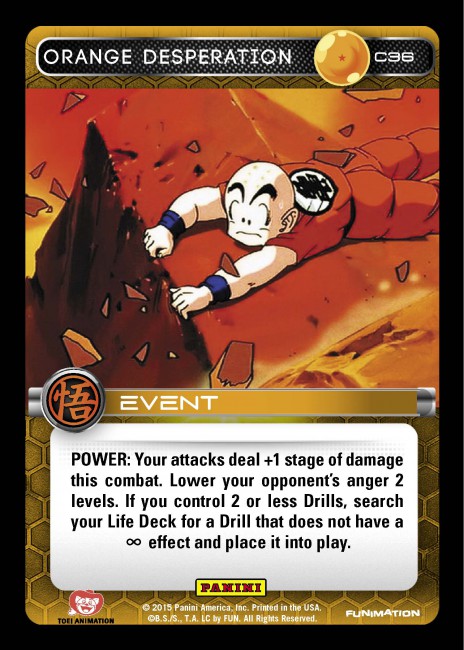 ORANGE DESPERATION C36
悟 EVENT
POWER: Your attacks deal +1 stage of damage
this combat. Lower your opponent's anger 2
levels. If you control 2 or less Drills, search
your Life Deck for a Drill that does not have a
∞ effect and place it into play.
PANINI
TOEI ANIMATION
© 2015 Panini America, Inc. Printed in the USA.
©B.S./S., T.A. LC by FUN. All Rights Reserved.
FUNIMATION